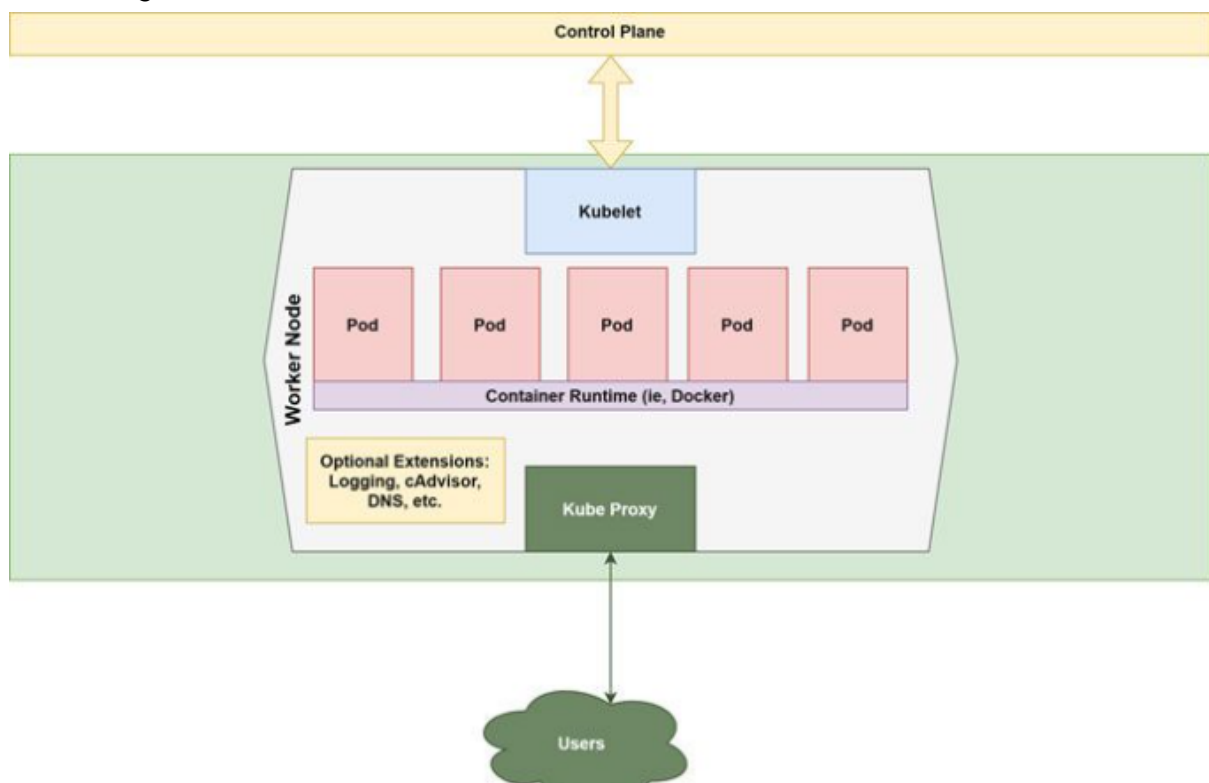 Control Plane
Kubelet
Worker Node
Pod
Pod
Pod
Pod
Pod
Container Runtime (ie, Docker)
Optional Extensions:
Logging, cAdvisor,
DNS, etc.
Kube Proxy
Users